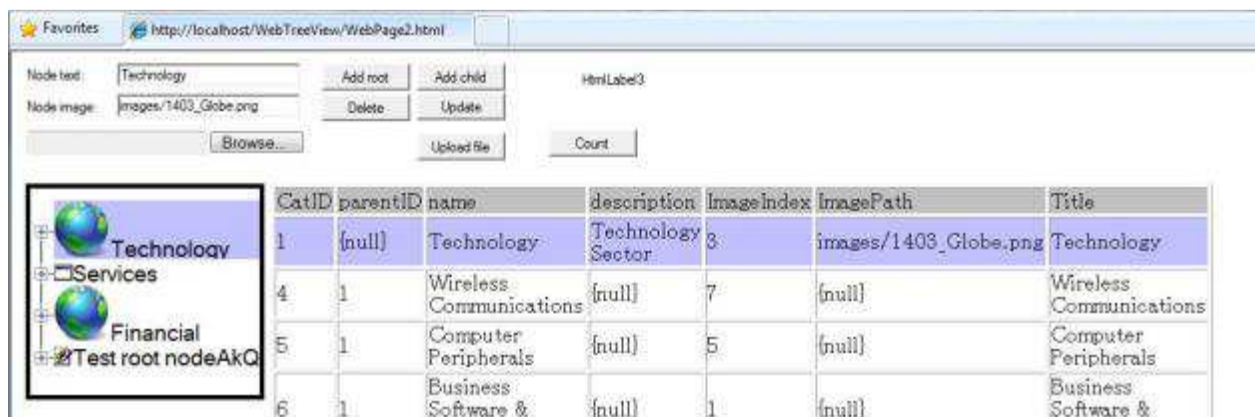 Favorites http://localhost/WebTreeView/WebPage2.html
Node text: Technology Add root Add child HtmlLabel3
Node image: images/1403_Globe.png Delete Update
Browse... Upload file Count
CatID parentID name description ImageIndex ImagePath Title
1 {null} Technology Technology Sector 3 images/1403_Globe.png Technology
4 1 Wireless Communications {null} 7 {null} Wireless Communications
5 1 Computer Peripherals {null} 5 {null} Computer Peripherals
6 1 Business Software & {null} 1 {null} Business Software &
Technology
Services
Financial
Test root nodeAkQ